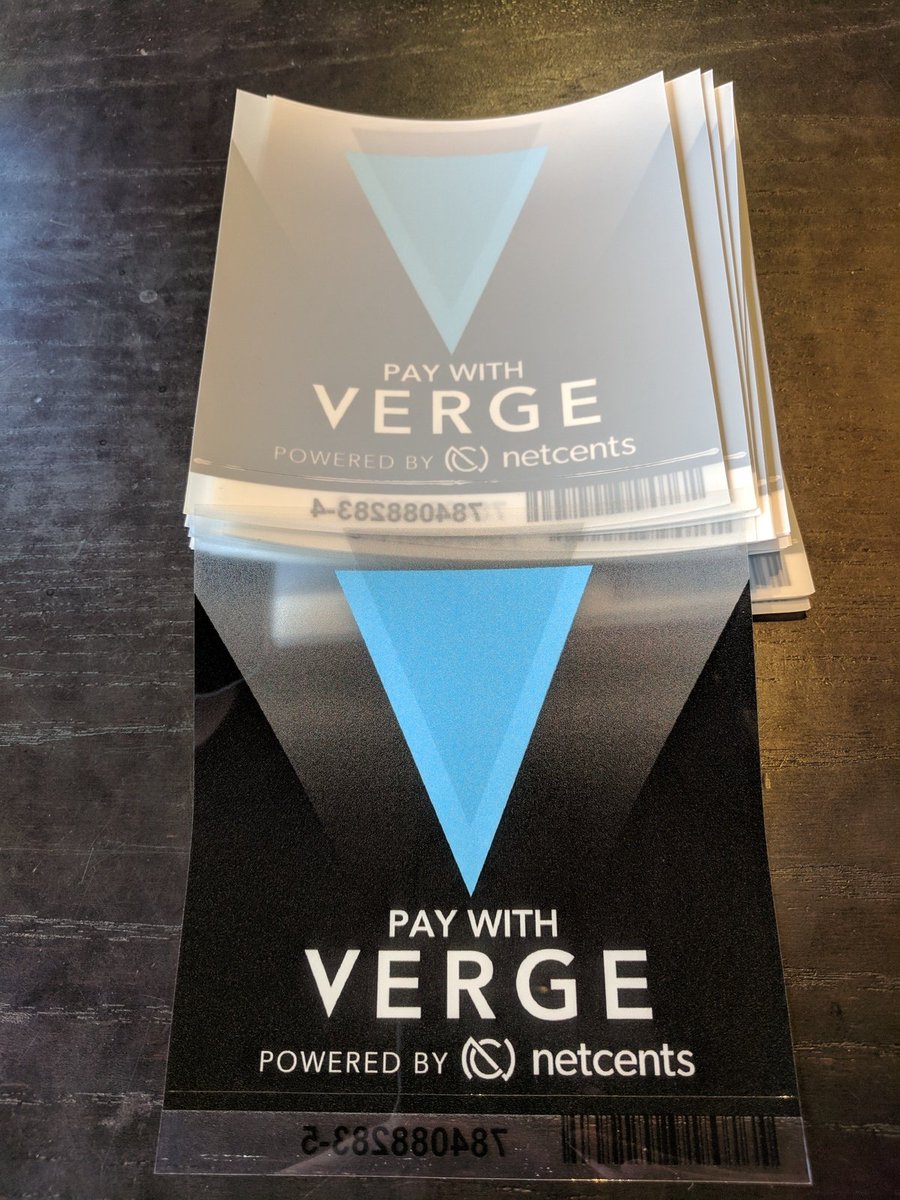 PAY WITH
VERGE
POWERED BY netcents
784088283-4
PAY WITH
VERGE
POWERED BY netcents
784088283-5